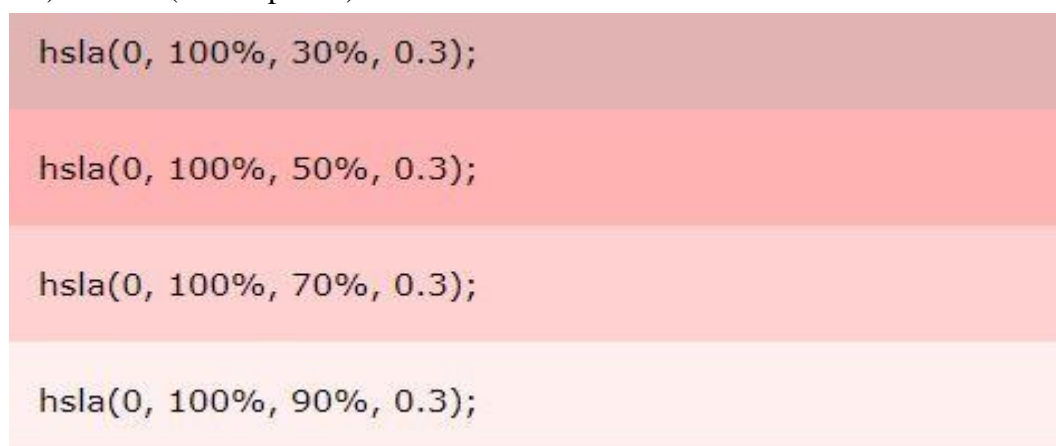 hsla(0, 100%, 30%, 0.3);
hsla(0, 100%, 50%, 0.3);
hsla(0, 100%, 70%, 0.3);
hsla(0, 100%, 90%, 0.3);